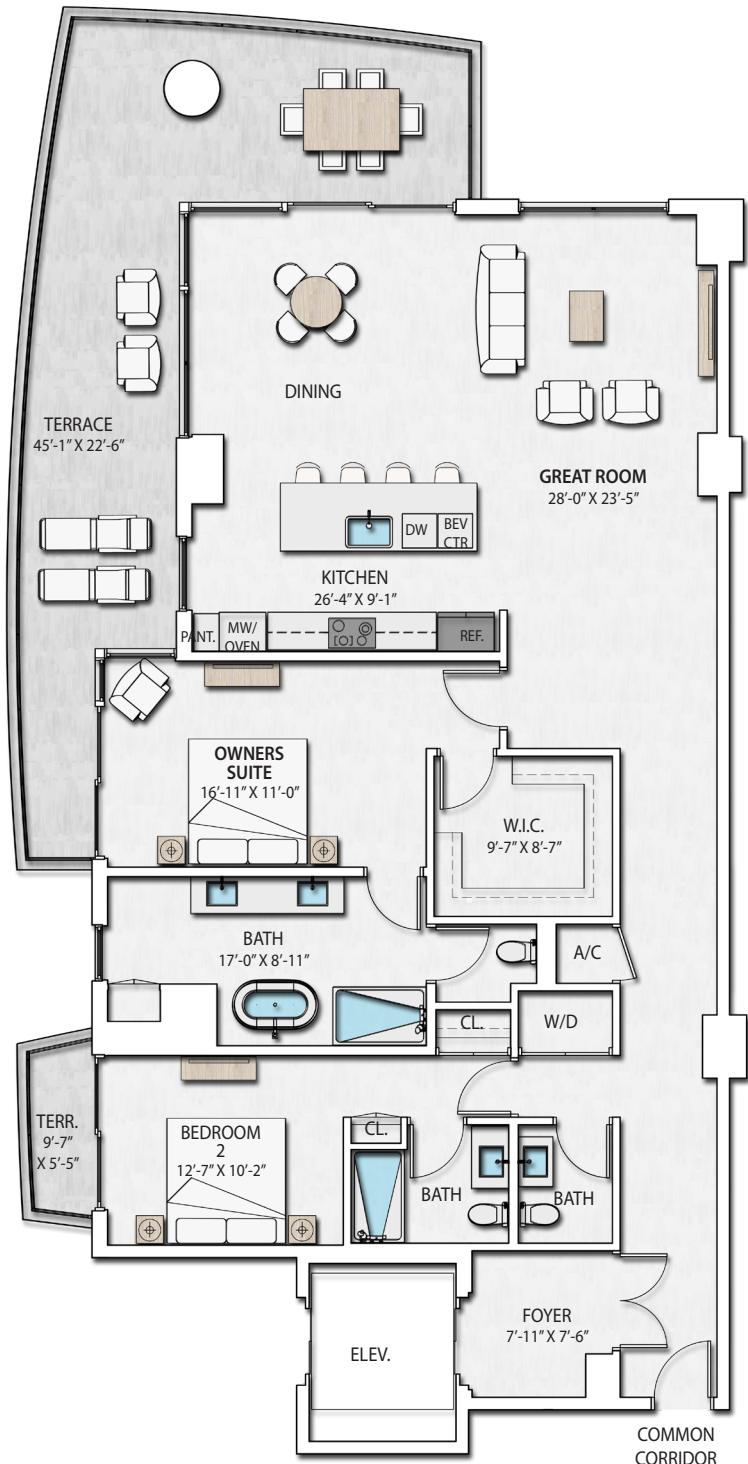 TERRACE
45'-1" X 22'-6"
DINING
GREAT ROOM
28'-0" X 23'-5"
DW
BEV
CTR
KITCHEN
26'-4" X 9'-1"
PANT.
MW/
OVEN
REF.
OWNERS
SUITE
16'-11" X 11'-0"
W.I.C.
9'-7" X 8'-7"
BATH
17'-0" X 8'-11"
A/C
CL.
W/D
TERR.
9'-7"
X 5'-5"
BEDROOM
2
12'-7" X 10'-2"
CL.
BATH
BATH
FOYER
7'-11" X 7'-6"
ELEV.
COMMON
CORRIDOR